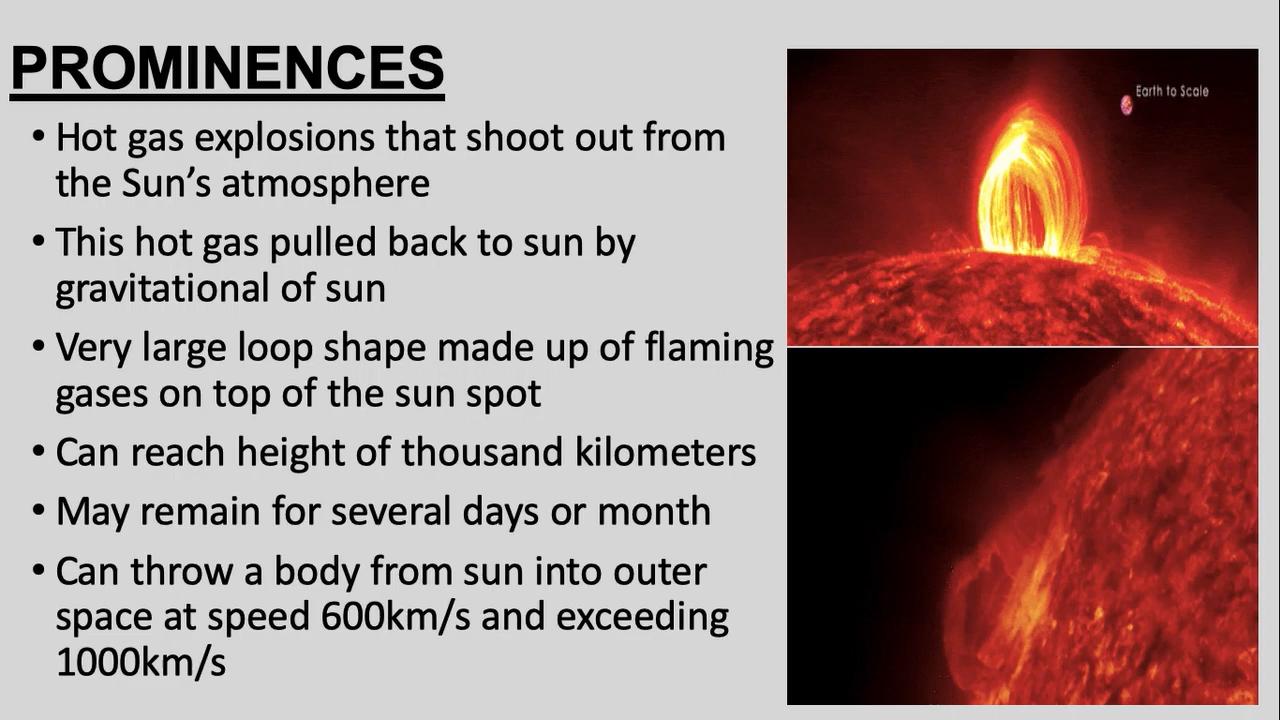 PROMINENCES
• Hot gas explosions that shoot out from
the Sun’s atmosphere
• This hot gas pulled back to sun by
gravitational of sun
• Very large loop shape made up of flaming
gases on top of the sun spot
• Can reach height of thousand kilometers
• May remain for several days or month
• Can throw a body from sun into outer
space at speed 600km/s and exceeding
1000km/s
Earth to Scale